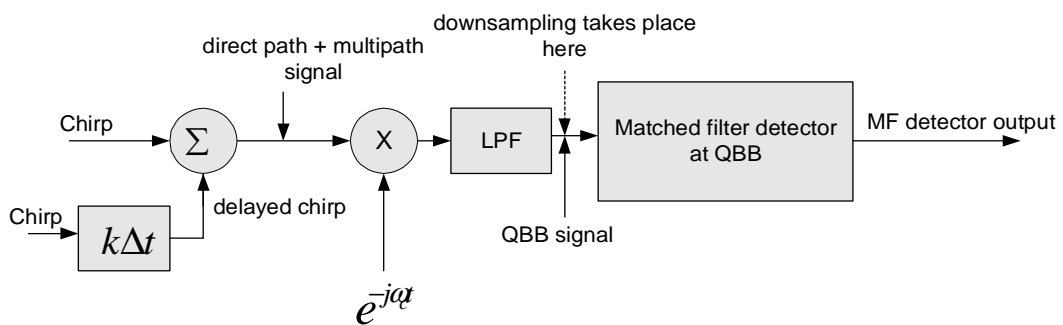 downsampling takes place
here
direct path + multipath
signal
Chirp
Σ
X
LPF
Matched filter detector
at QBB
MF detector output
Chirp
kΔt
delayed chirp
QBB signal
e^{-jω_c t}